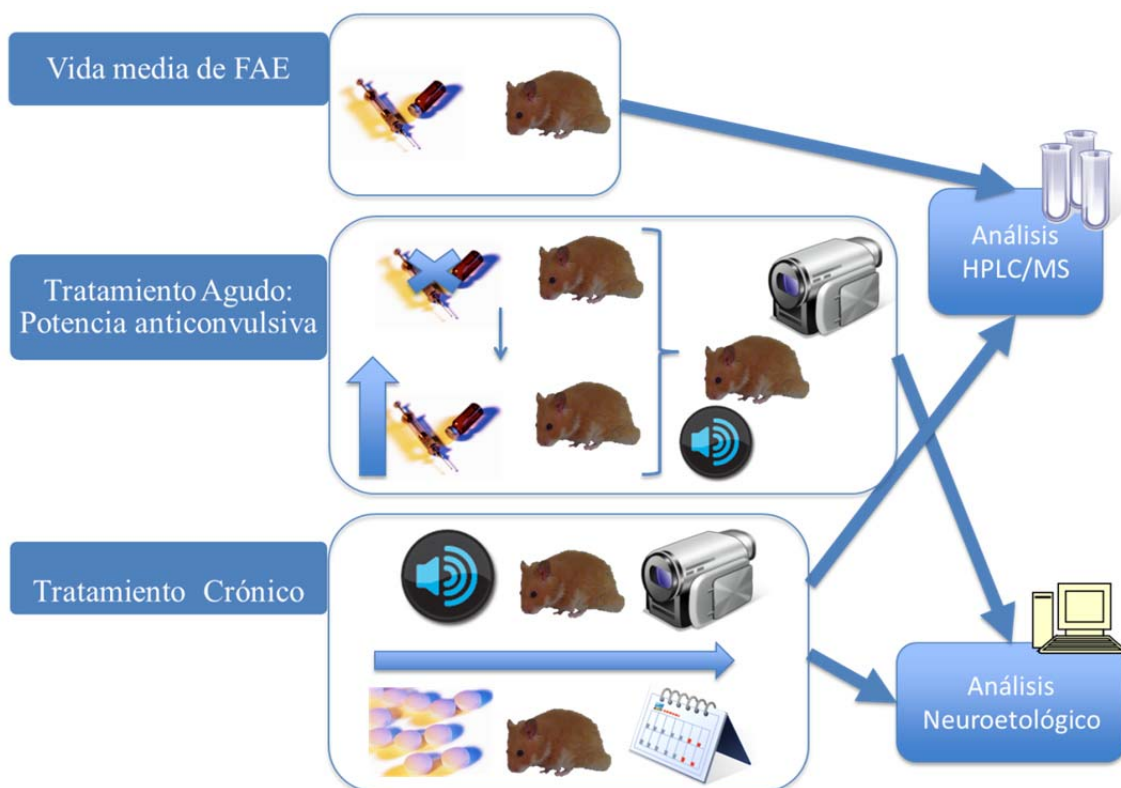 Vida media de FAE
Análisis
HPLC/MS
Tratamiento Agudo:
Potencia anticonvulsiva
Tratamiento Crónico
Análisis
Neuroetológico